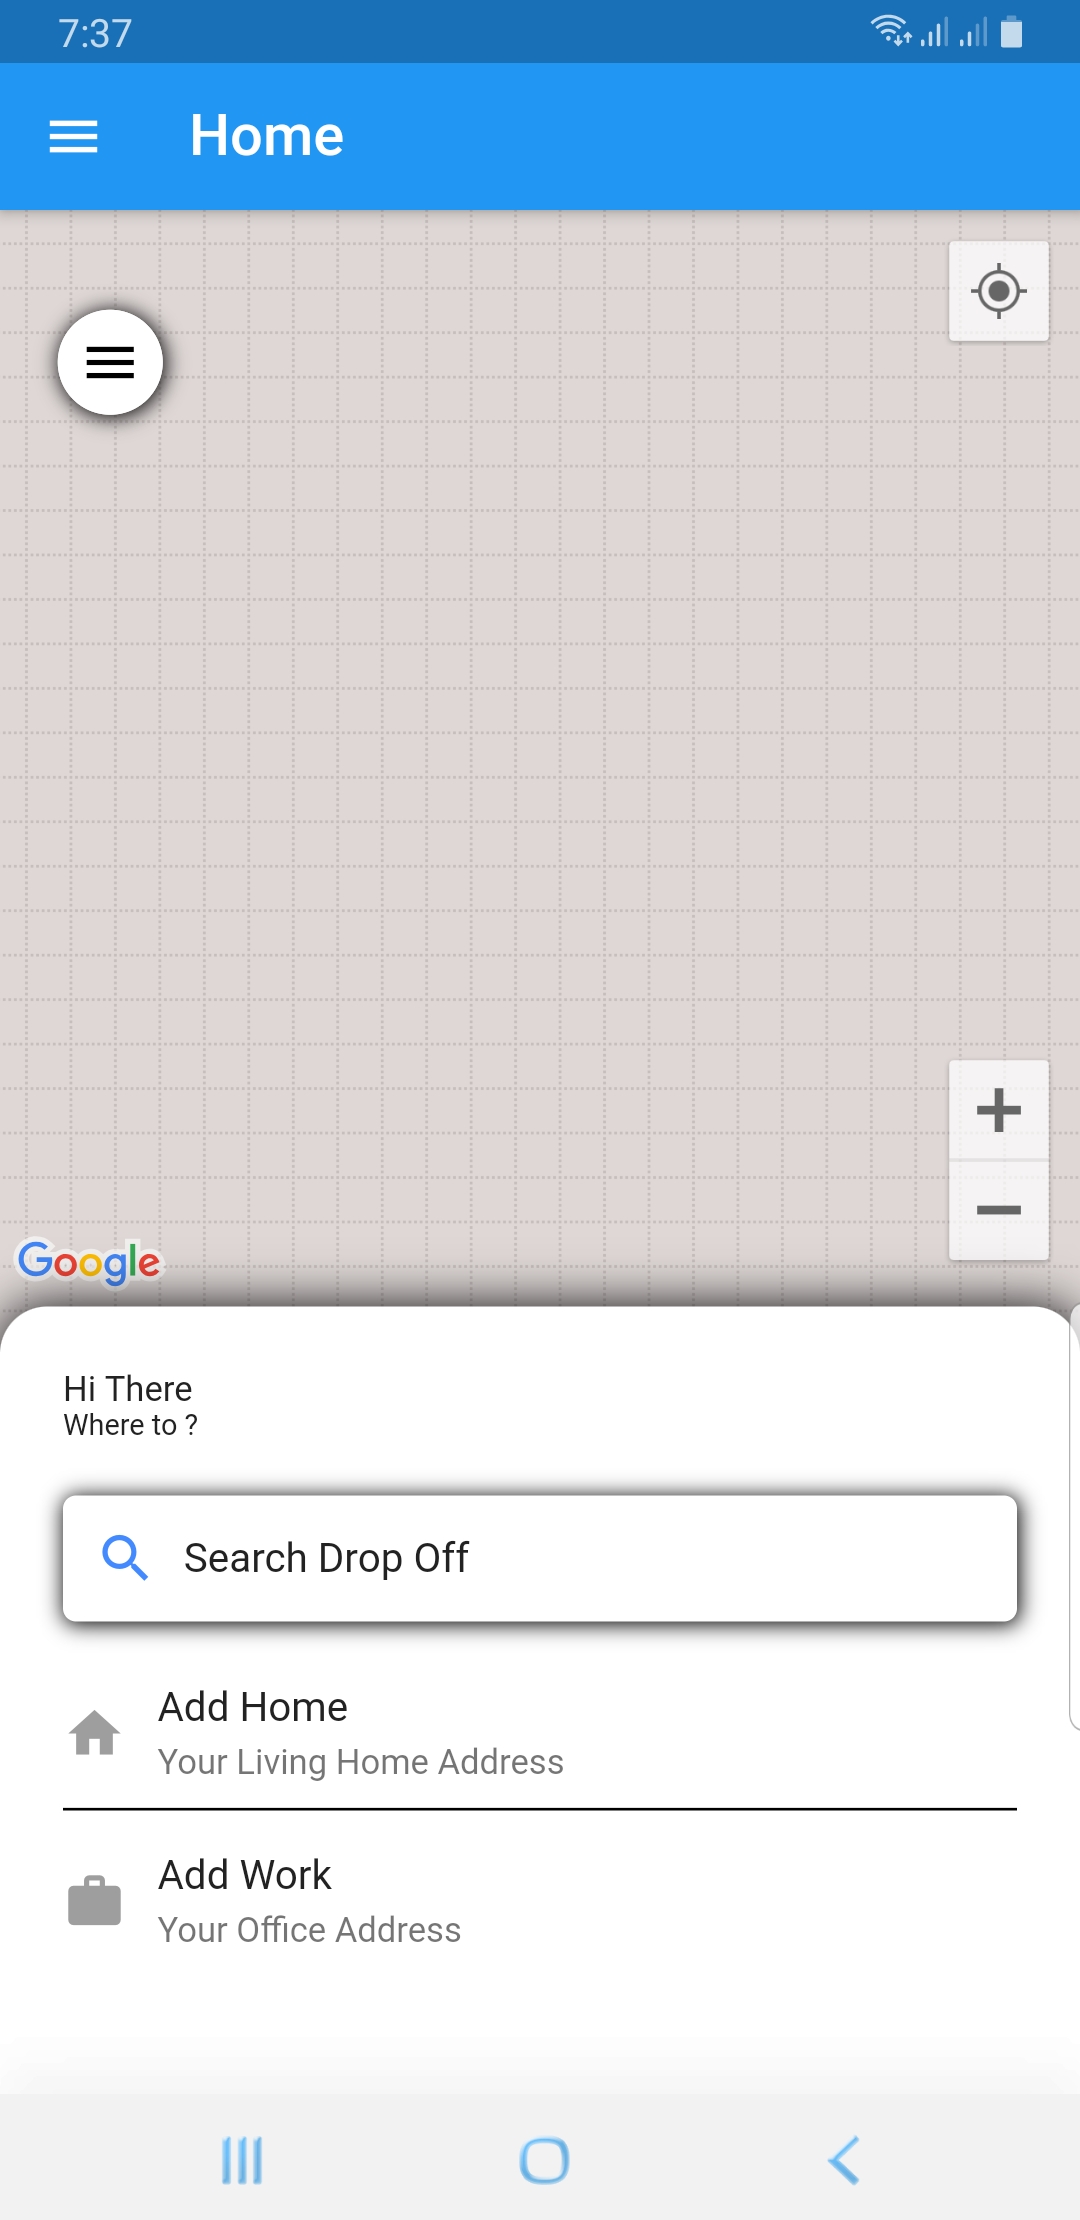 7:37
Home
Google
Hi There
Where to ?
Search Drop Off
Add Home
Your Living Home Address
Add Work
Your Office Address